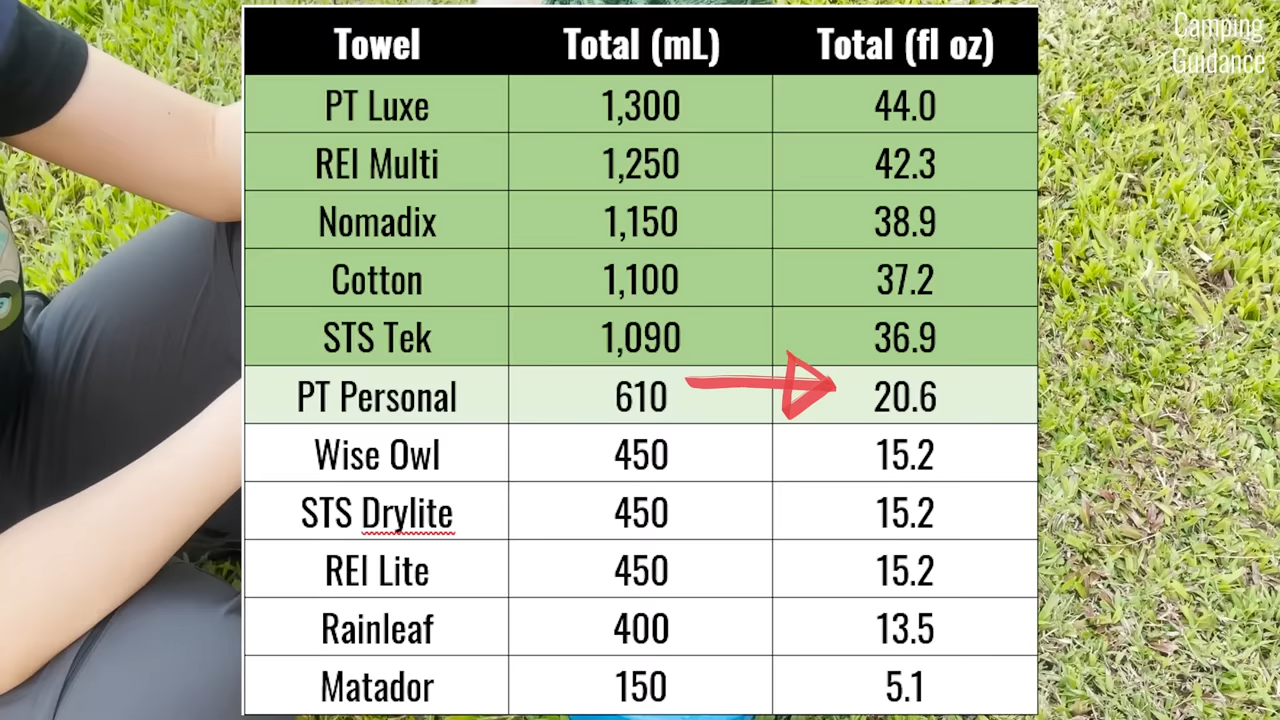 Camping
Guidance
Towel Total (mL) Total (fl oz)
PT Luxe 1,300 44.0
REI Multi 1,250 42.3
Nomadix 1,150 38.9
Cotton 1,100 37.2
STS Tek 1,090 36.9
PT Personal 610 20.6
Wise Owl 450 15.2
STS Drylite 450 15.2
REI Lite 450 15.2
Rainleaf 400 13.5
Matador 150 5.1